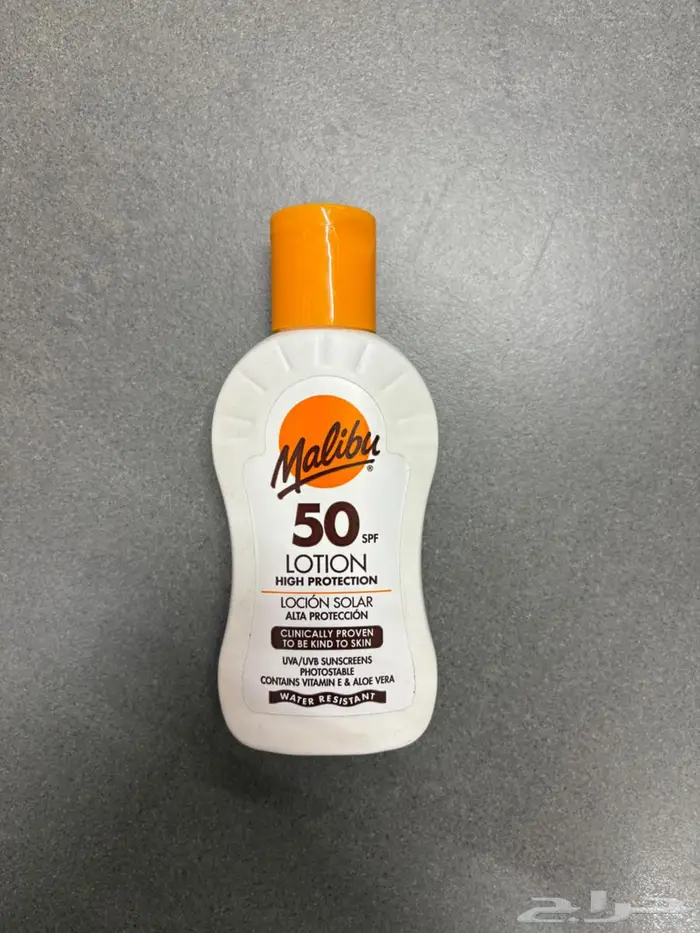 Malibu®
50 SPF
LOTION
HIGH PROTECTION
LOCIÓN SOLAR
ALTA PROTECCIÓN
CLINICALLY PROVEN
TO BE KIND TO SKIN
UVA/UVB SUNSCREENS
PHOTOSTABLE
CONTAINS VITAMIN E & ALOE VERA
WATER RESISTANT
حراج